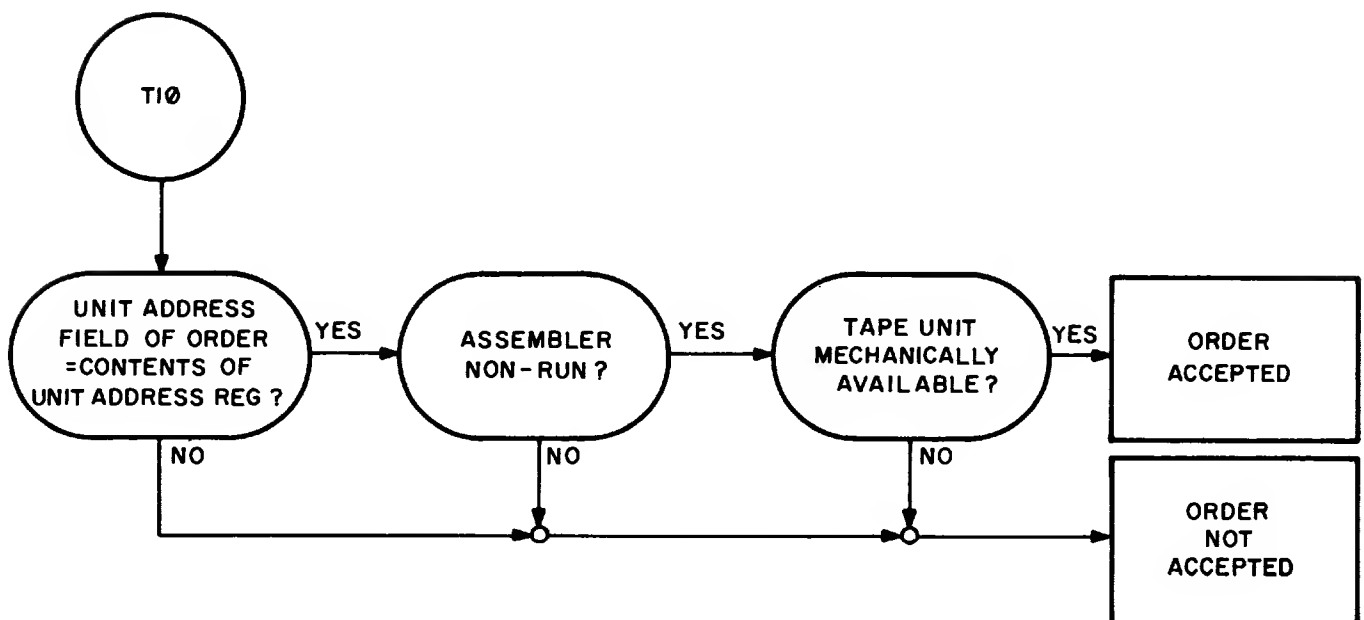 TIØ
UNIT ADDRESS
FIELD OF ORDER
=CONTENTS OF
UNIT ADDRESS REG ?
YES
ASSEMBLER
NON-RUN ?
YES
TAPE UNIT
MECHANICALLY
AVAILABLE ?
YES
ORDER
ACCEPTED
NO
NO
NO
ORDER
NOT
ACCEPTED